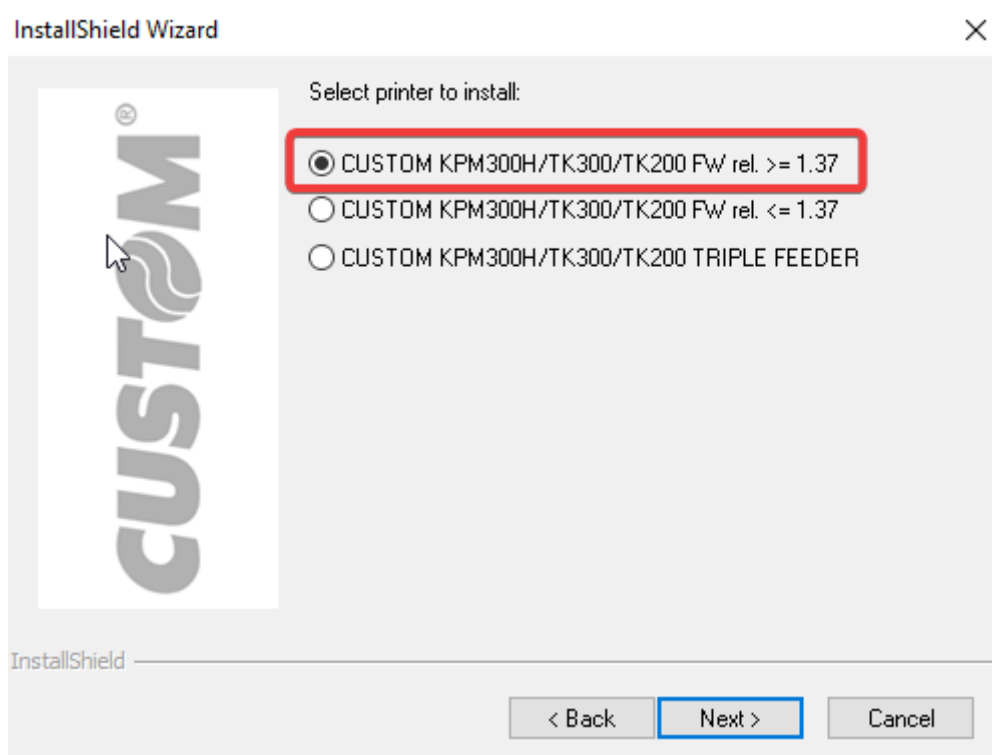 InstallShield Wizard
CUSTOM®
Select printer to install:
CUSTOM KPM300H/TK300/TK200 FW rel. >= 1.37
CUSTOM KPM300H/TK300/TK200 FW rel. <= 1.37
CUSTOM KPM300H/TK300/TK200 TRIPLE FEEDER
InstallShield
< Back
Next >
Cancel